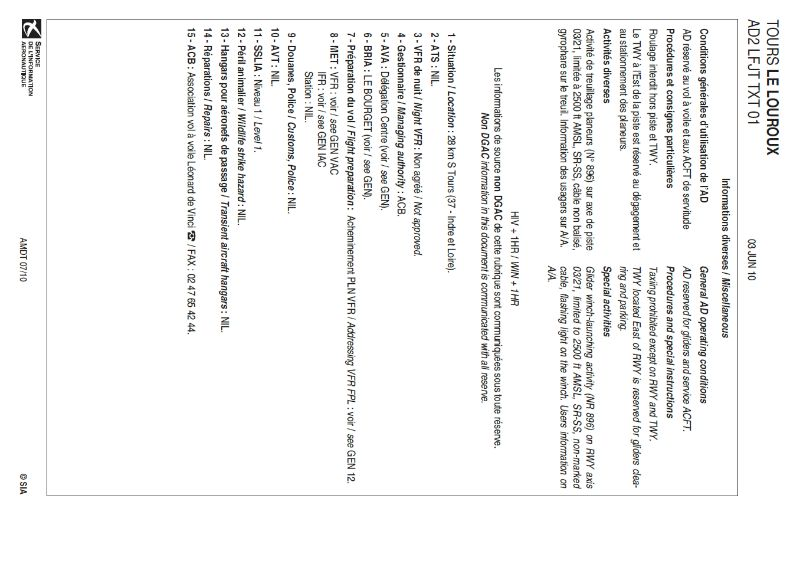 TOURS LE LOUROUX
AD2 LFJT TXT 01
03 JUN 10
Informations diverses / Miscellaneous
Conditions générales d'utilisation de l'AD
AD réservé au vol à voile et aux ACFT de servitude
Procédures et consignes particulières
Roulage interdit hors piste et TWY.
Le TWY à l'Est de la piste est réservé au dégagement et
au stationnement des planeurs.
Activités diverses
Activité de treuillage planeurs (N° 896) sur axe de piste
03/21, limitée à 2500 ft AMSL, SR-SS, câble non balisé,
gyrophare sur le treuil. Information des usagers sur A/A.
General AD operating conditions
AD reserved for gliders and service ACFT.
Procedures and special instructions
Taxiing prohibited except on RWY and TWY.
TWY located East of RWY is reserved for gliders clea-
ring and parking.
Special activities
Glider winch-launching activity (NR 896) on RWY axis
03/21, limited to 2500 ft AMSL, SR-SS, non-marked
cable, flashing light on the winch. Users information on
A/A.
HIV + 1HR / WIN + 1HR
Les informations de source non DGAC de cette rubrique sont communiquées sous toute réserve.
Non DGAC information in this document is communicated with all reserve.
1 - Situation / Location : 28 km S Tours (37 - Indre et Loire).
2 - ATS : NIL.
3 - VFR de nuit / Night VFR : Non agréé / Not approved.
4 - Gestionnaire / Managing authority : ACB.
5 - AVA : Délégation Centre (voir / see GEN).
6 - BRIA : LE BOURGET (voir / see GEN).
7 - Préparation du vol / Flight preparation : Acheminement PLN VFR / Addressing VFR FPL : voir / see GEN 12.
8 - MET : VFR : voir / see GEN VAC
IFR : voir / see GEN IAC
Station : NIL.
9 - Douanes, Police / Customs, Police : NIL.
10 - AVT : NIL.
11 - SSLIA : Niveau 1 / Level 1.
12 - Péril animalier / Wildlife strike hazard : NIL.
13 - Hangars pour aéronefs de passage / Transient aircraft hangars : NIL.
14 - Réparations / Repairs : NIL.
15 - ACB : Association vol à voile Léonard de Vinci ☎ / FAX : 02 47 65 42 44.
SERVICE
DE L'INFORMATION
AERONAUTIQUE
AMDT 07/10
© SIA